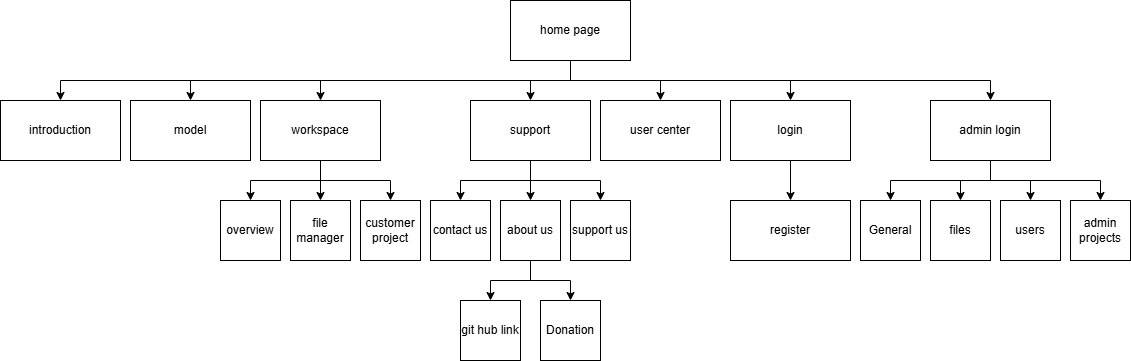 home page
introduction
model
workspace
support
user center
login
admin login
overview
file
manager
customer
project
contact us
about us
support us
register
General
files
users
admin
projects
git hub link
Donation